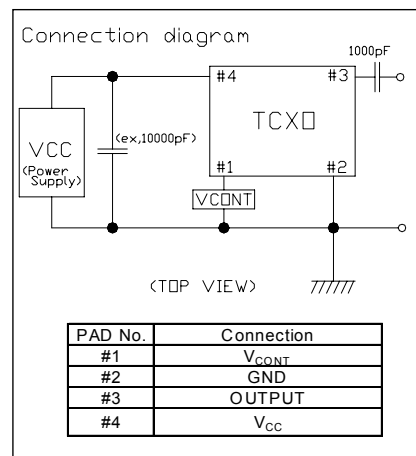 Connection diagram
1000pF
#4 #3
(ex,10000pF)
TCXO
VCC
(Power
Supply)
#1 #2
VCONT
(TOP VIEW)
PAD No. Connection
#1 VCONT
#2 GND
#3 OUTPUT
#4 VCC